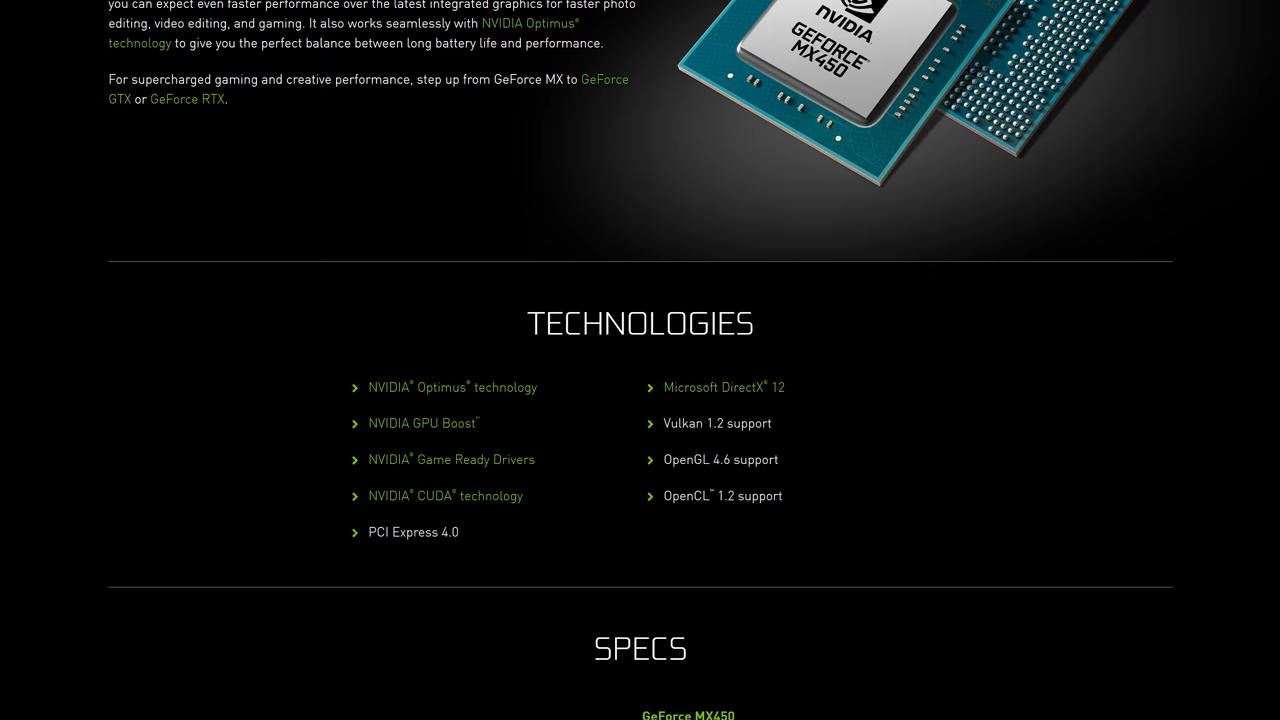 you can expect even faster performance over the latest integrated graphics for faster photo
editing, video editing, and gaming. It also works seamlessly with NVIDIA Optimus®
technology to give you the perfect balance between long battery life and performance.
For supercharged gaming and creative performance, step up from GeForce MX to GeForce
GTX or GeForce RTX.
NVIDIA.
GEFORCE®
MX450
TECHNOLOGIES
NVIDIA® Optimus® technology
NVIDIA GPU Boost™
NVIDIA® Game Ready Drivers
NVIDIA® CUDA® technology
PCI Express 4.0
Microsoft DirectX® 12
Vulkan 1.2 support
OpenGL 4.6 support
OpenCL™ 1.2 support
SPECS
GeForce MX450